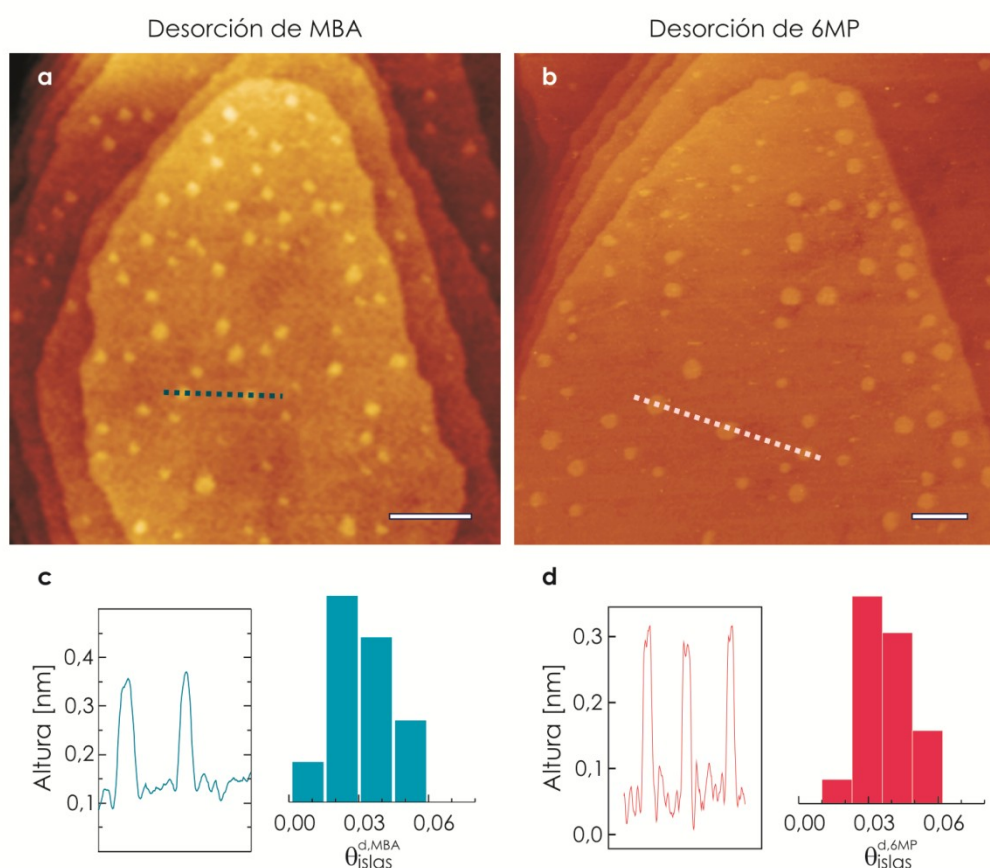 Desorción de MBA
Desorción de 6MP
a
b
c
d
Altura [nm]
0,4
0,3
0,2
0,1
0,00 0,03 0,06
θ^{d,MBA}_{islas}
Altura [nm]
0,3
0,2
0,1
0,0
0,00 0,03 0,06
θ^{d,6MP}_{islas}